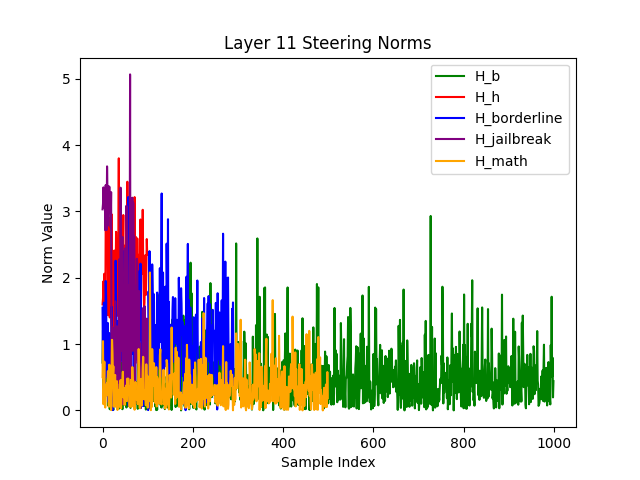 Layer 11 Steering Norms
H_b
H_h
H_borderline
H_jailbreak
H_math
Norm Value
5
4
3
2
1
0
0 200 400 600 800 1000
Sample Index